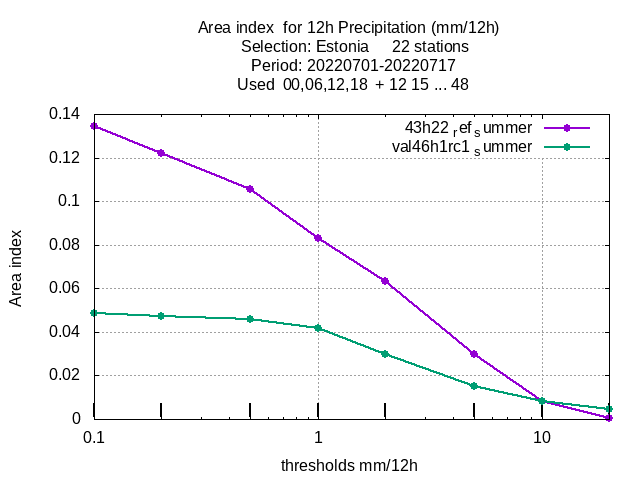 Area index  for 12h Precipitation (mm/12h)
Selection: Estonia     22 stations
Period: 20220701-20220717
Used  00,06,12,18  + 12 15 ... 48
43h22 refsummer
val46h1rc1 summer
0.14
0.12
0.1
0.08
0.06
0.04
0.02
0
Area index
0.1 1 10
thresholds mm/12h